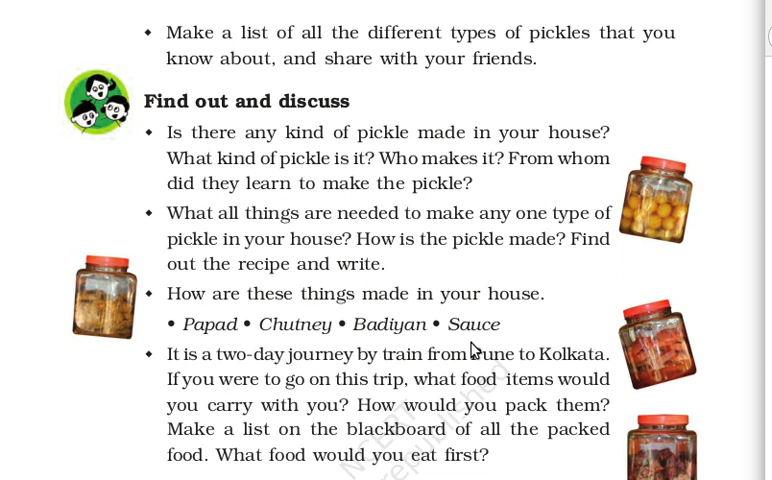 • Make a list of all the different types of pickles that you
know about, and share with your friends.
Find out and discuss
• Is there any kind of pickle made in your house?
What kind of pickle is it? Who makes it? From whom
did they learn to make the pickle?
• What all things are needed to make any one type of
pickle in your house? How is the pickle made? Find
out the recipe and write.
• How are these things made in your house.
• Papad • Chutney • Badiyan • Sauce
• It is a two-day journey by train from Pune to Kolkata.
If you were to go on this trip, what food items would
you carry with you? How would you pack them?
Make a list on the blackboard of all the packed
food. What food would you eat first?
NCERT
republished